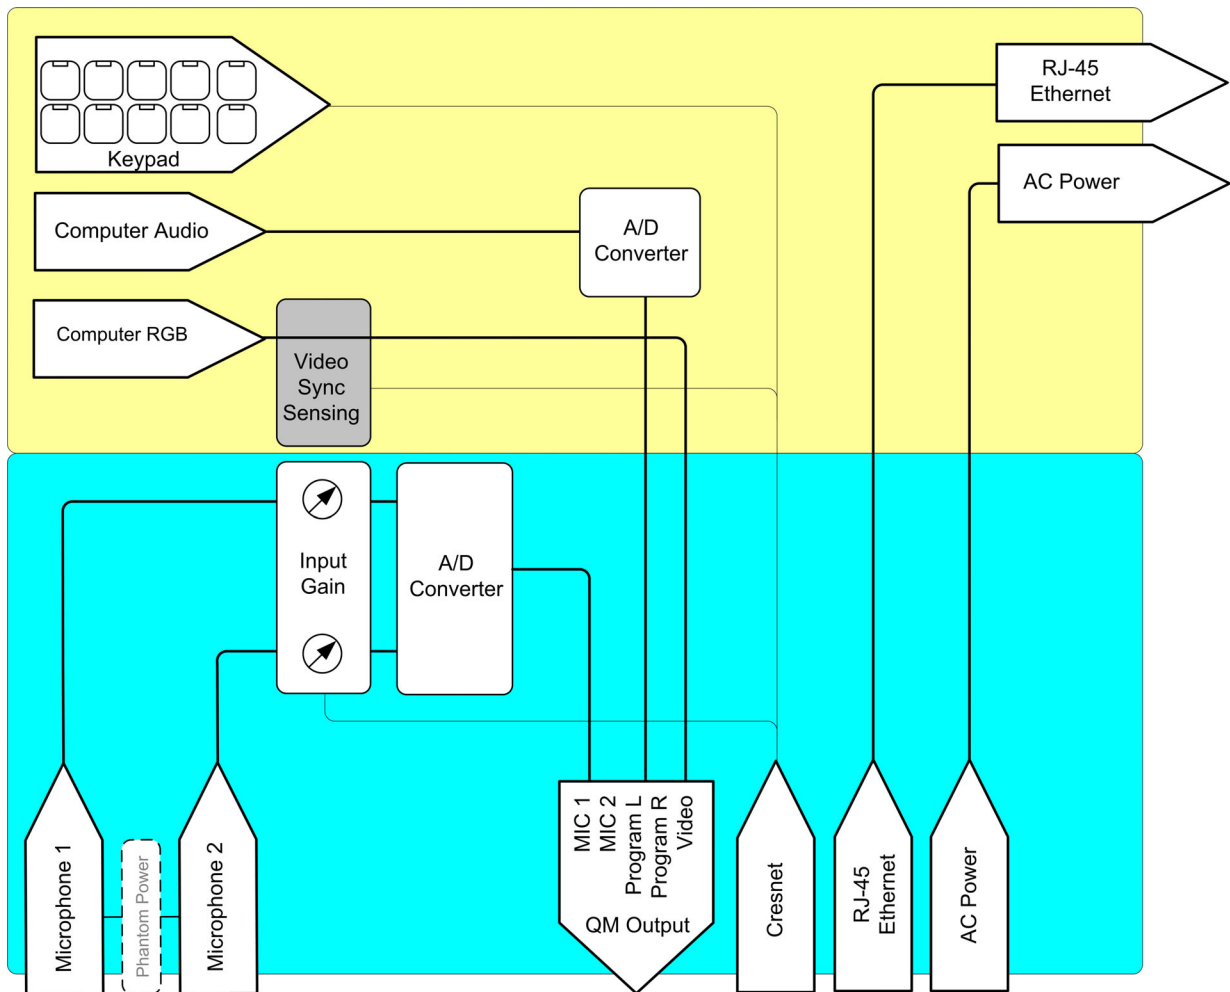 Keypad
RJ-45
Ethernet
AC Power
Computer Audio
A/D
Converter
Computer RGB
Video
Sync
Sensing
Input
Gain
A/D
Converter
Microphone 1
Phantom Power
Microphone 2
MIC 1
MIC 2
Program L
Program R
Video
QM Output
Cresnet
RJ-45
Ethernet
AC Power